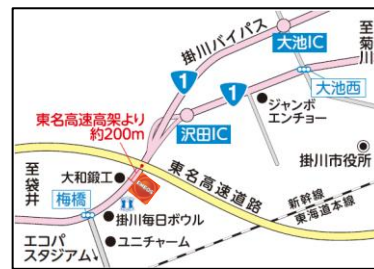 掛川バイパス
大池IC
至菊川
1
1
大池西
ジャンボ
エンチョー
東名高速高架より
約200m
沢田IC
掛川市役所
至袋井
大和鍛工
ENEOS
東名高速道路
梅橋
掛川毎日ボウル
新幹線
東海道本線
エコパ
スタジアム
ユニチャーム